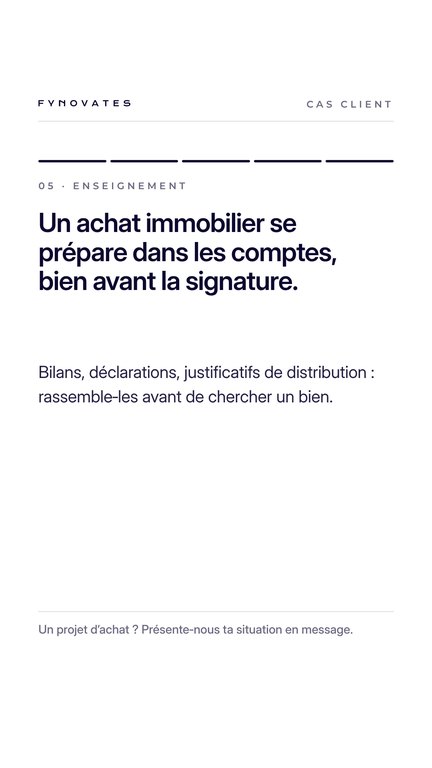 FYNOVATES
CAS CLIENT
05 · ENSEIGNEMENT
Un achat immobilier se
prépare dans les comptes,
bien avant la signature.
Bilans, déclarations, justificatifs de distribution :
rassemble-les avant de chercher un bien.
Un projet d’achat ? Présente-nous ta situation en message.